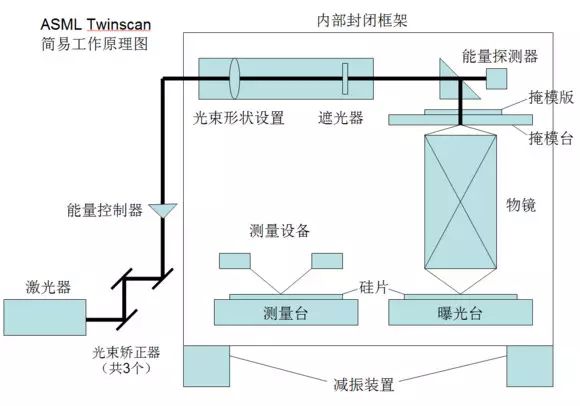 ASML Twinscan
简易工作原理图
内部封闭框架
能量探测器
掩模版
掩模台
光束形状设置
遮光器
物镜
能量控制器
测量设备
激光器
硅片
测量台
曝光台
光束矫正器
（共3个）
减振装置